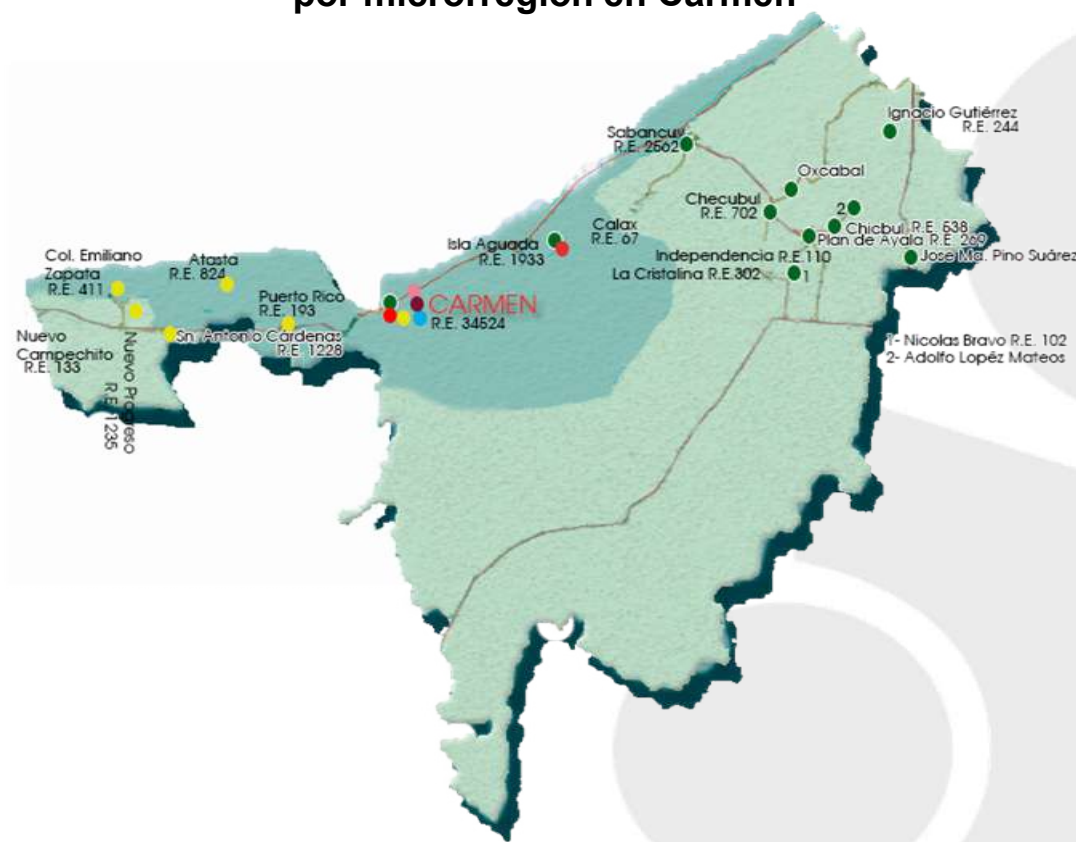 por microrregión en Carmen
Ignacio Gutiérrez
R.E. 244
Sabancuy
R.E. 2562
Oxcabal
Checubul
R.E. 702
2
Calax
R.E. 67
Chicbul R.E. 538
Plan de Ayala R.E. 269
Isla Aguada
R.E. 1933
Independencia R.E.110
Jose Ma. Pino Suárez
La Cristalina R.E.302
1
Col. Emiliano
Zapata
R.E. 411
Atasta
R.E. 824
Puerto Rico
R.E. 193
CARMEN
R.E. 34524
Sn. Antonio Cárdenas
R.E. 1228
Nuevo
Campechito
R.E. 133
Nuevo Progreso
R.E. 1235
1- Nicolas Bravo R.E. 102
2- Adolfo Lopéz Mateos